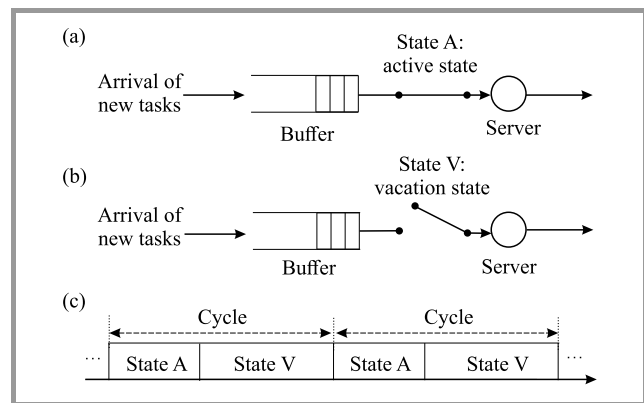 (a)
State A:
active state
Arrival of
new tasks
Buffer
Server
(b)
State V:
vacation state
Arrival of
new tasks
Buffer
Server
(c)
Cycle
Cycle
... State A State V State A State V ...